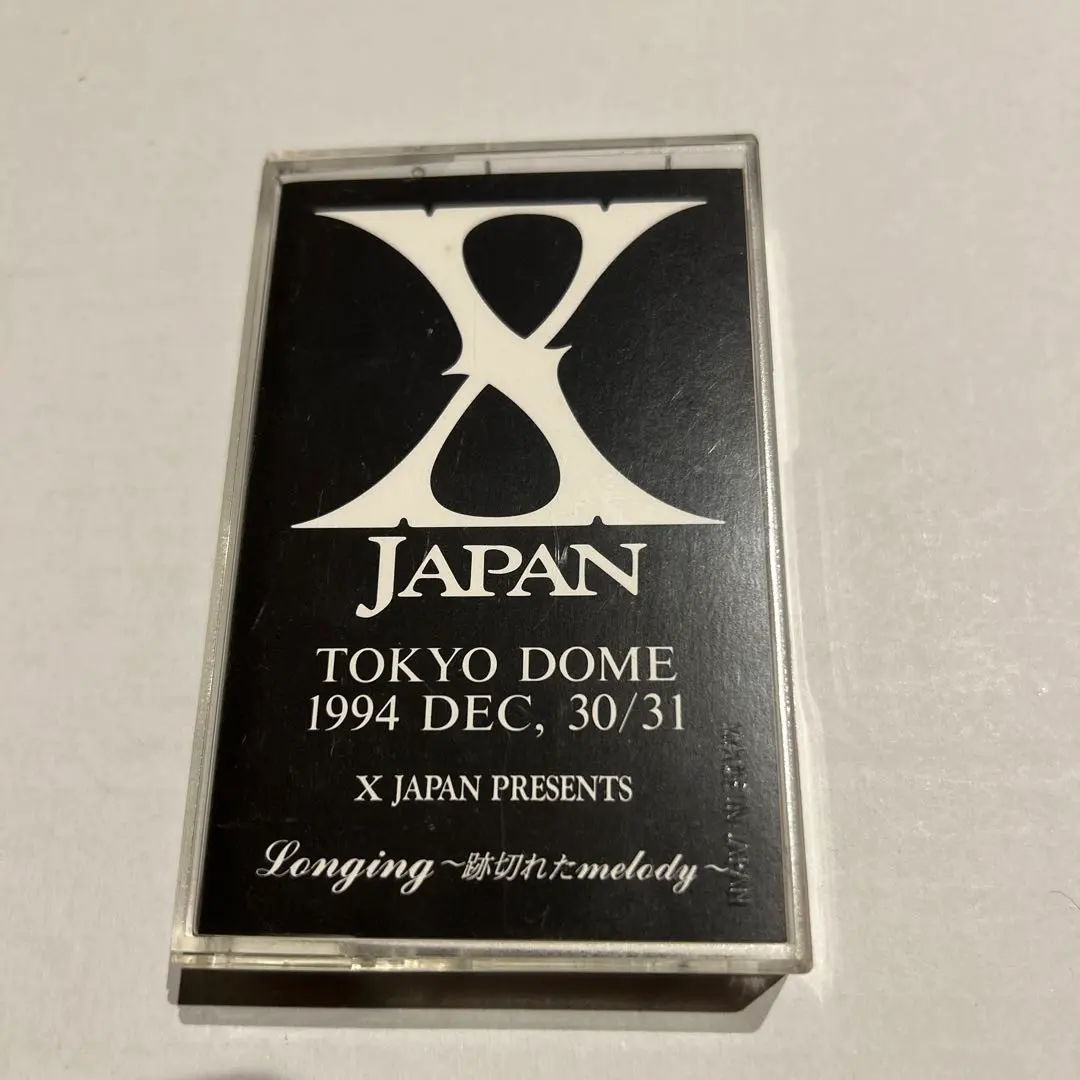 X
JAPAN
TOKYO DOME
1994 DEC, 30/31
X JAPAN PRESENTS
Longing～跡切れたmelody～
MADE IN JAPAN